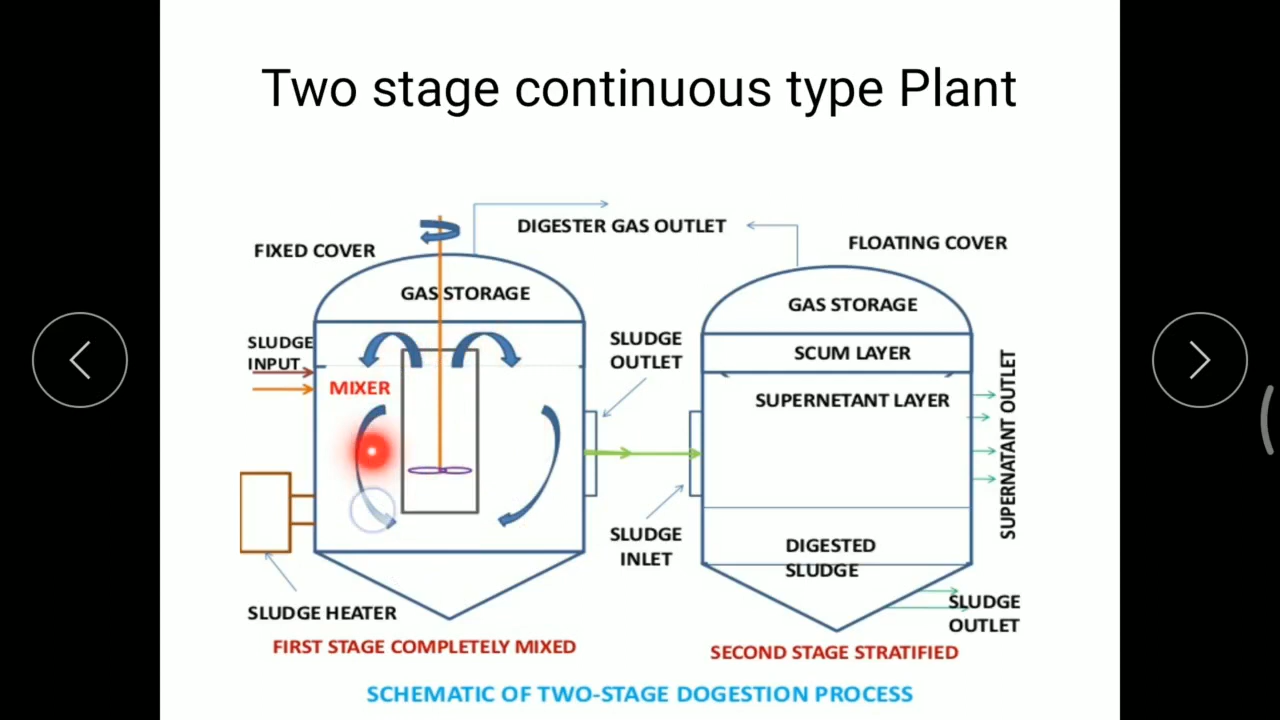 Two stage continuous type Plant
DIGESTER GAS OUTLET
FIXED COVER
FLOATING COVER
GAS STORAGE
GAS STORAGE
SLUDGE
INPUT
SLUDGE
OUTLET
SCUM LAYER
MIXER
SUPERNETANT LAYER
SUPERNATANT OUTLET
SLUDGE
INLET
DIGESTED
SLUDGE
SLUDGE HEATER
SLUDGE
OUTLET
FIRST STAGE COMPLETELY MIXED
SECOND STAGE STRATIFIED
SCHEMATIC OF TWO-STAGE DOGESTION PROCESS